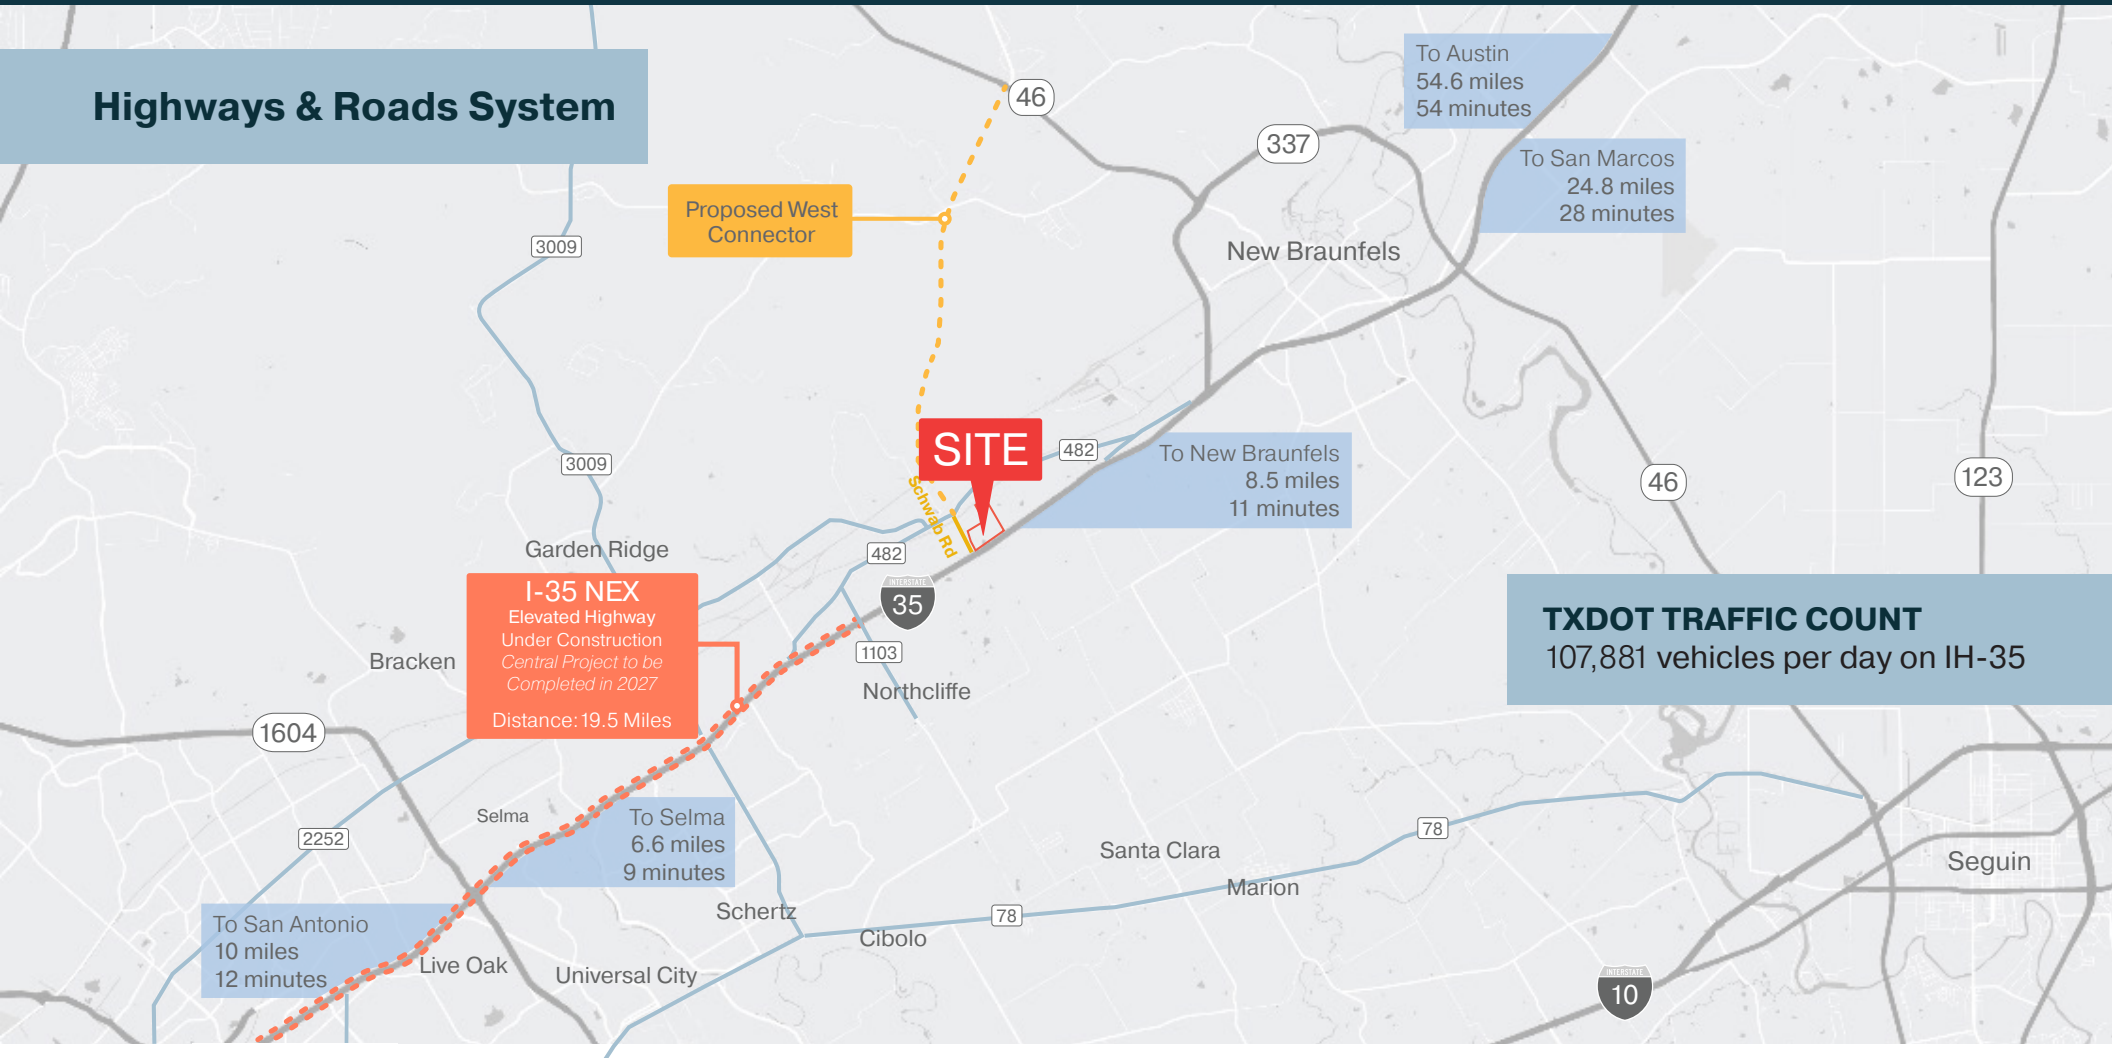 Highways & Roads System
To Austin
54.6 miles
54 minutes
46
337
To San Marcos
24.8 miles
28 minutes
Proposed West
Connector
3009
New Braunfels
SITE
482
To New Braunfels
8.5 miles
11 minutes
3009
46
123
Schwab Rd
Garden Ridge
482
I-35 NEX
Elevated Highway
Under Construction
Central Project to be
Completed in 2027
Distance: 19.5 Miles
INTERSTATE
35
TXDOT TRAFFIC COUNT
107,881 vehicles per day on IH-35
Bracken
1103
Northcliffe
1604
Selma
To Selma
6.6 miles
9 minutes
2252
78
Santa Clara
Marion
Seguin
Schertz
78
Cibolo
To San Antonio
10 miles
12 minutes
Live Oak
Universal City
INTERSTATE
10